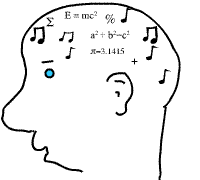 E = mc² %
Σ
a² + b²=c²
π=3.1415
+